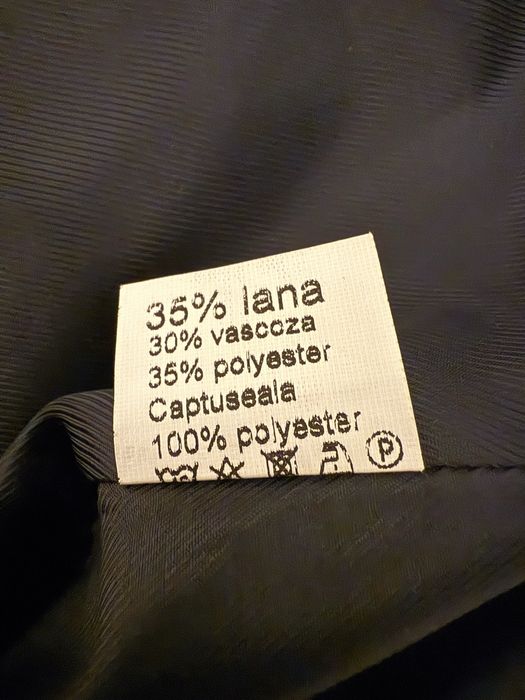 35% lana
30% vascoza
35% polyester
Captuseala
100% polyester
P